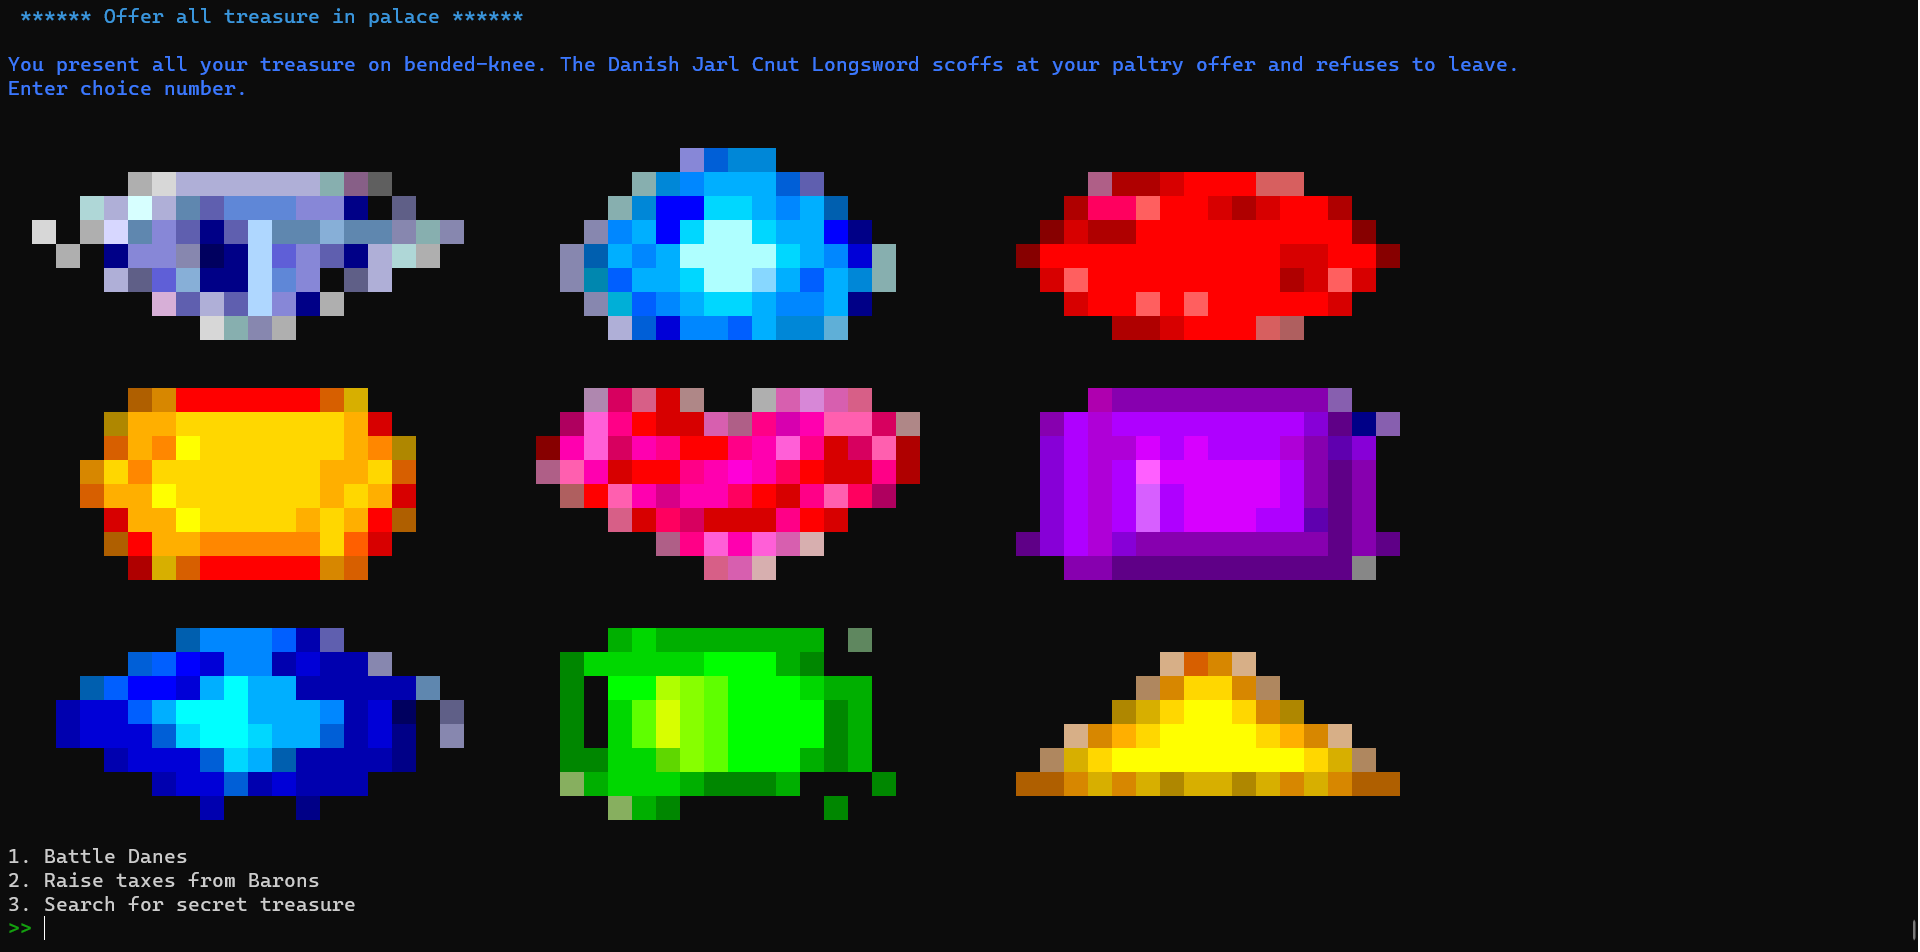 ****** Offer all treasure in palace ******
You present all your treasure on bended-knee. The Danish Jarl Cnut Longsword scoffs at your paltry offer and refuses to leave.
Enter choice number.
1. Battle Danes
2. Raise taxes from Barons
3. Search for secret treasure
>>